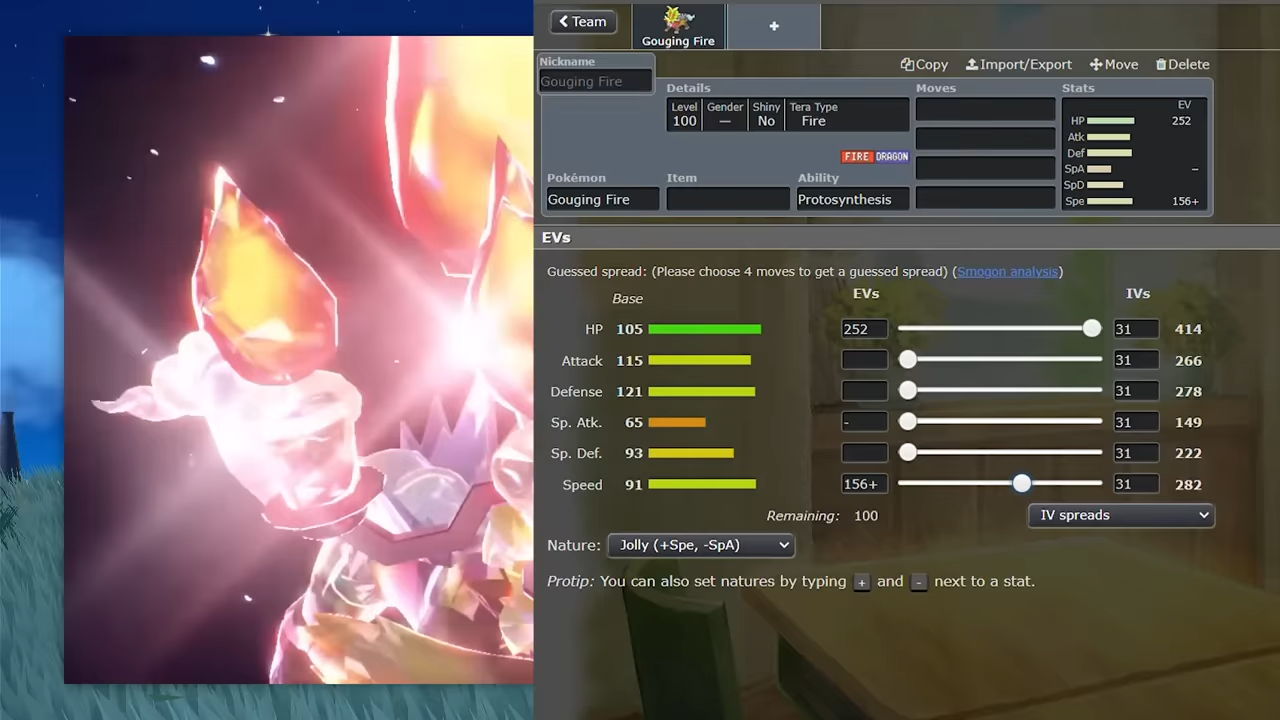 Team
Gouging Fire
+
Nickname
Gouging Fire
Copy
Import/Export
Move
Delete
Details
Moves
Stats
Level
100
Gender
—
Shiny
No
Tera Type
Fire
EV
HP 252
Atk
Def
SpA –
SpD
Spe 156+
FIRE DRAGON
Pokémon
Gouging Fire
Item
Ability
Protosynthesis
EVs
Guessed spread: (Please choose 4 moves to get a guessed spread) (Smogon analysis)
Base EVs IVs
HP 105 252 31 414
Attack 115 31 266
Defense 121 31 278
Sp. Atk. 65 - 31 149
Sp. Def. 93 31 222
Speed 91 156+ 31 282
Remaining: 100
IV spreads
Nature: Jolly (+Spe, -SpA)
Protip: You can also set natures by typing + and - next to a stat.